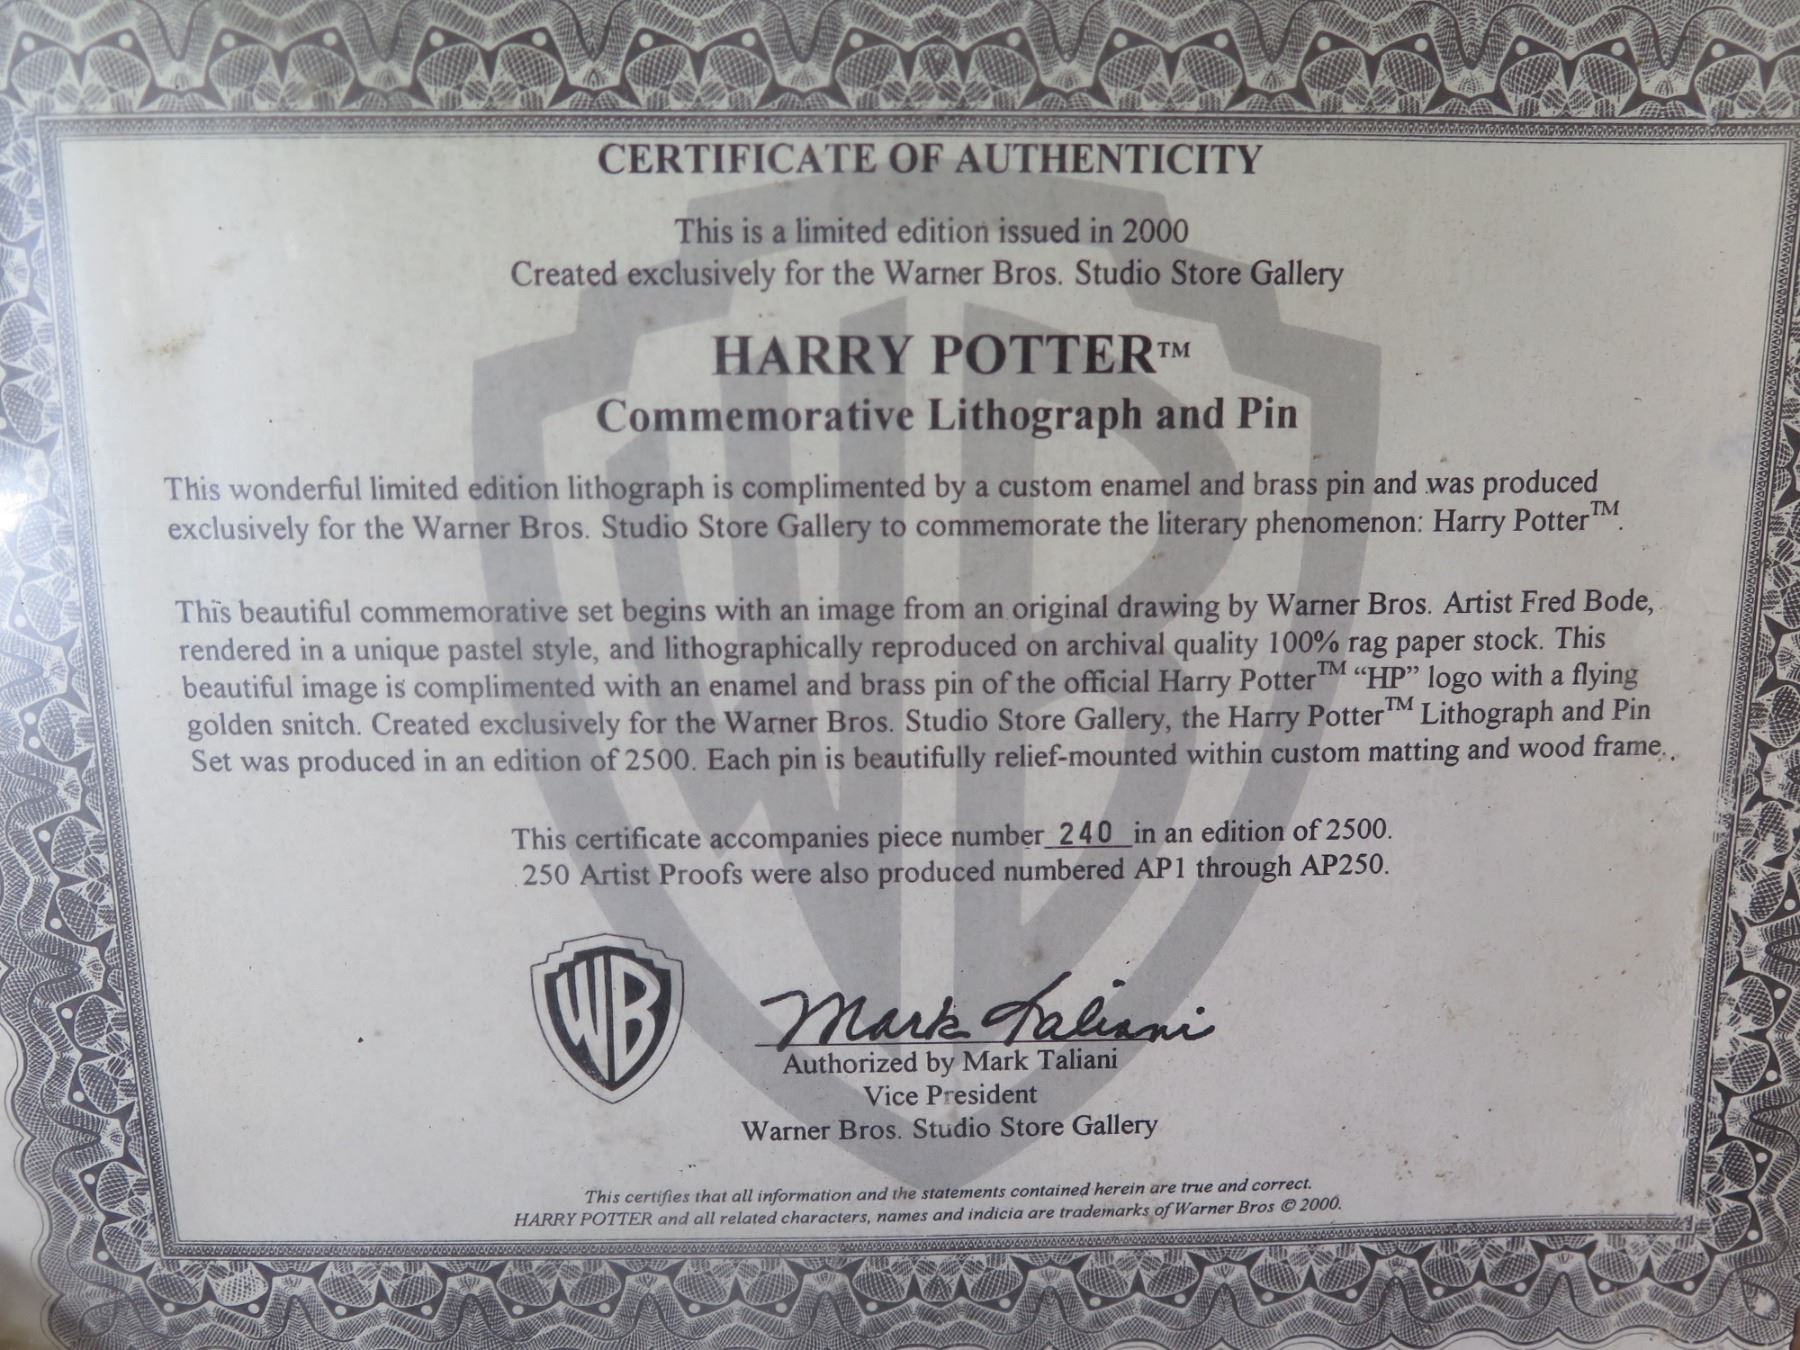 CERTIFICATE OF AUTHENTICITY
This is a limited edition issued in 2000
Created exclusively for the Warner Bros. Studio Store Gallery
HARRY POTTER™
Commemorative Lithograph and Pin
This wonderful limited edition lithograph is complimented by a custom enamel and brass pin and was produced
exclusively for the Warner Bros. Studio Store Gallery to commemorate the literary phenomenon: Harry Potter™.
This beautiful commemorative set begins with an image from an original drawing by Warner Bros. Artist Fred Bode,
rendered in a unique pastel style, and lithographically reproduced on archival quality 100% rag paper stock. This
beautiful image is complimented with an enamel and brass pin of the official Harry Potter™ “HP” logo with a flying
golden snitch. Created exclusively for the Warner Bros. Studio Store Gallery, the Harry Potter™ Lithograph and Pin
Set was produced in an edition of 2500. Each pin is beautifully relief-mounted within custom matting and wood frame.
This certificate accompanies piece number 240 in an edition of 2500.
250 Artist Proofs were also produced numbered AP1 through AP250.
WB
Mark Taliani
Authorized by Mark Taliani
Vice President
Warner Bros. Studio Store Gallery
This certifies that all information and the statements contained herein are true and correct.
HARRY POTTER and all related characters, names and indicia are trademarks of Warner Bros © 2000.